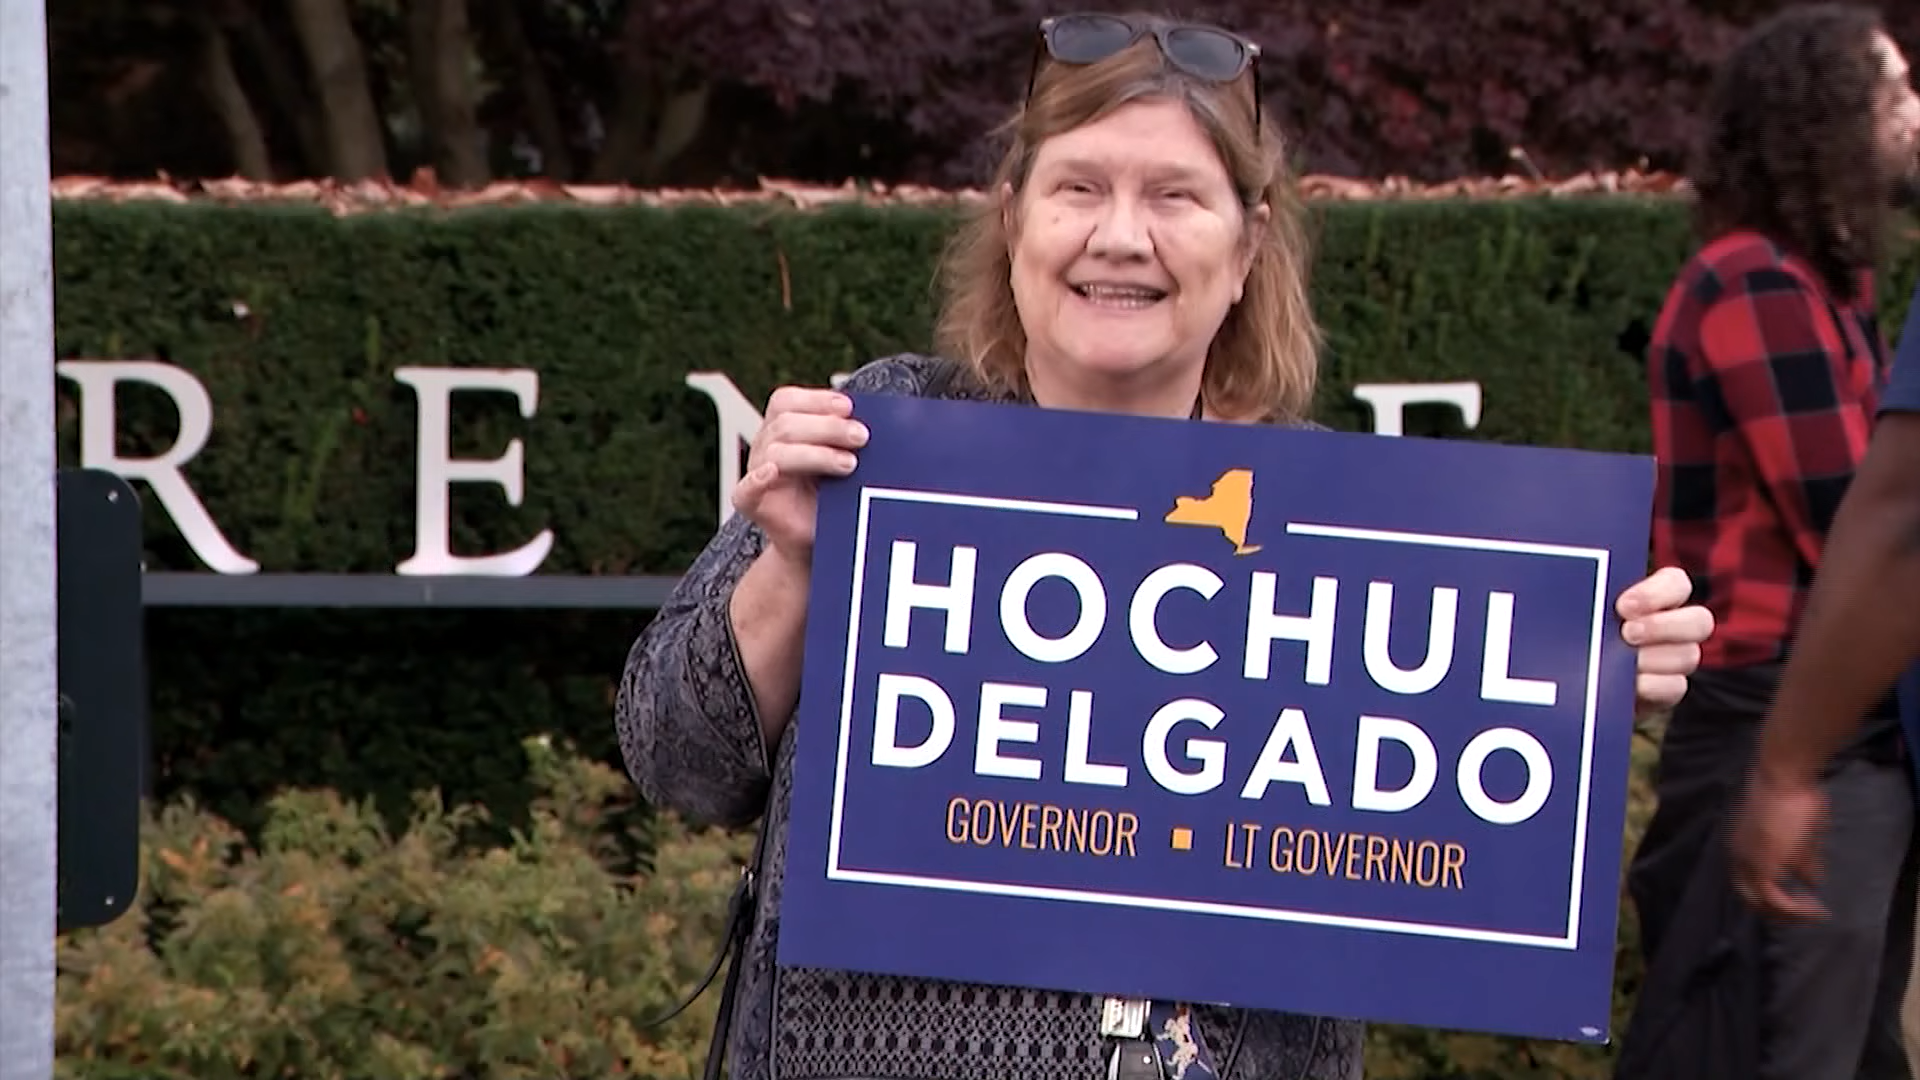 R E N E
HOCHUL
DELGADO
GOVERNOR ▪ LT GOVERNOR